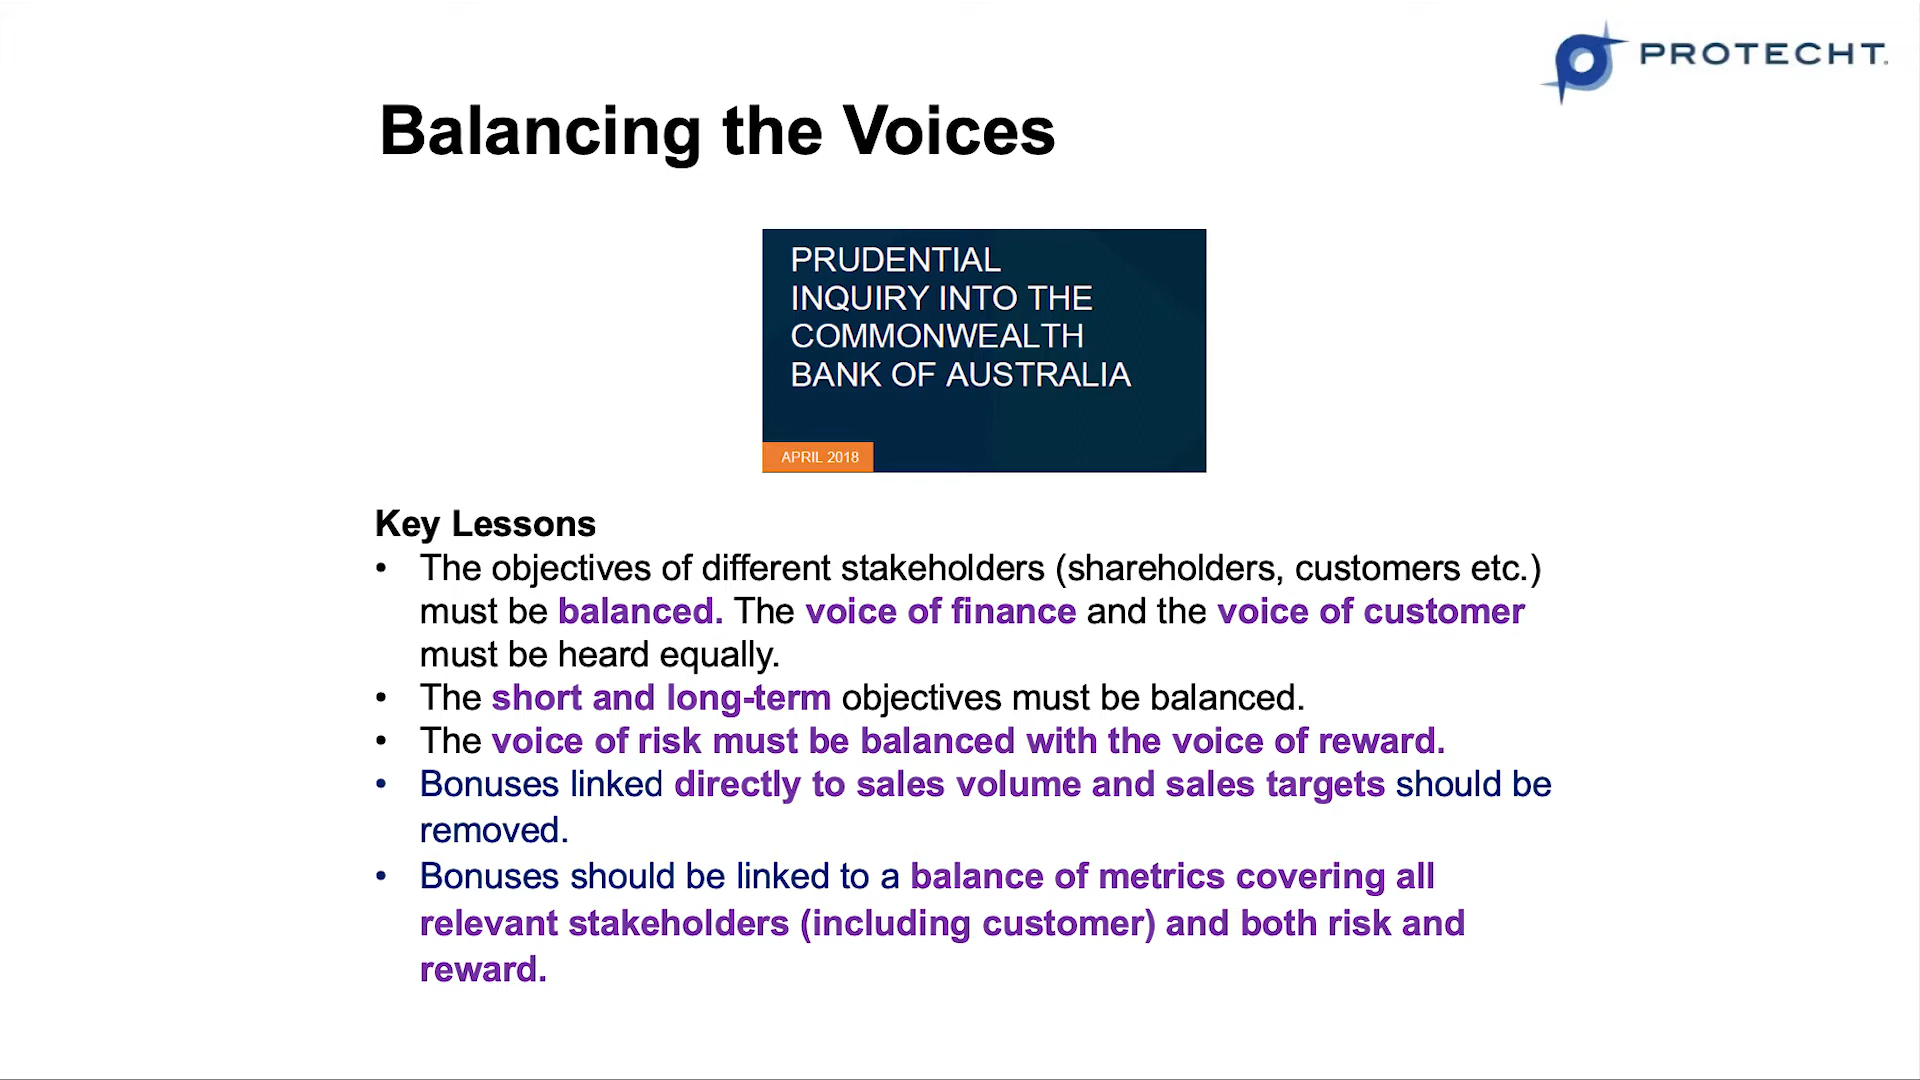 PROTECHT.
Balancing the Voices
PRUDENTIAL
INQUIRY INTO THE
COMMONWEALTH
BANK OF AUSTRALIA
APRIL 2018
Key Lessons
• The objectives of different stakeholders (shareholders, customers etc.)
must be balanced. The voice of finance and the voice of customer
must be heard equally.
• The short and long-term objectives must be balanced.
• The voice of risk must be balanced with the voice of reward.
• Bonuses linked directly to sales volume and sales targets should be
removed.
• Bonuses should be linked to a balance of metrics covering all
relevant stakeholders (including customer) and both risk and
reward.